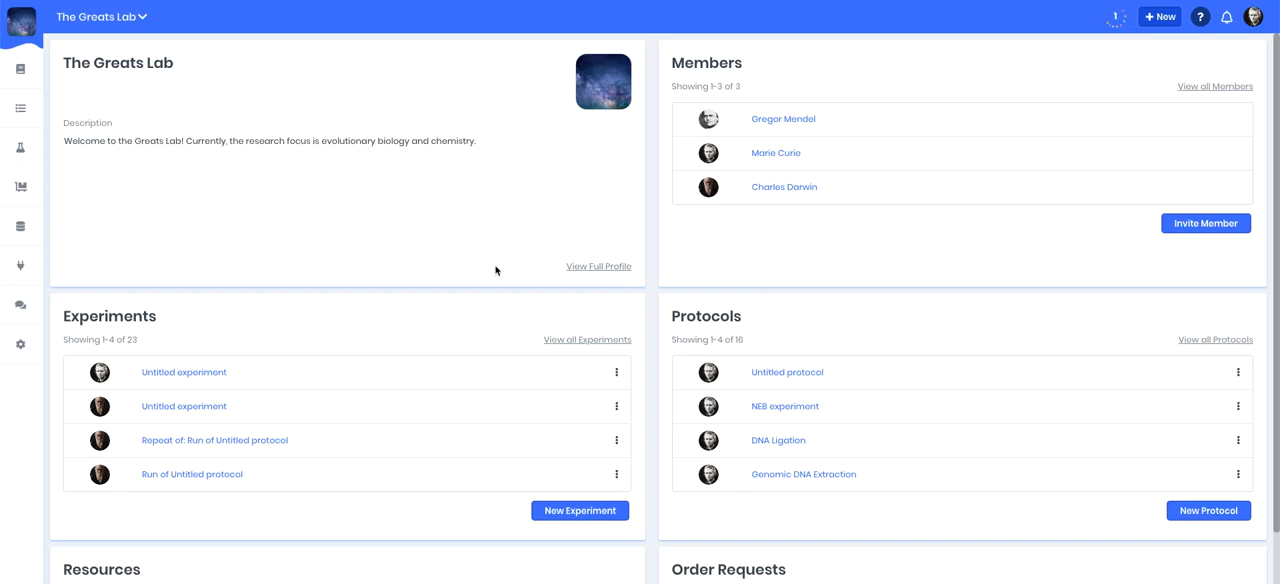 The Greats Lab
1
+ New
?
The Greats Lab
Description
Welcome to the Greats Lab! Currently, the research focus is evolutionary biology and chemistry.
View Full Profile
Members
Showing 1-3 of 3
View all Members
Gregor Mendel
Marie Curie
Charles Darwin
Invite Member
Experiments
Showing 1-4 of 23
View all Experiments
Untitled experiment
Untitled experiment
Repeat of: Run of Untitled protocol
Run of Untitled protocol
New Experiment
Protocols
Showing 1-4 of 16
View all Protocols
Untitled protocol
NEB experiment
DNA Ligation
Genomic DNA Extraction
New Protocol
Resources
Order Requests